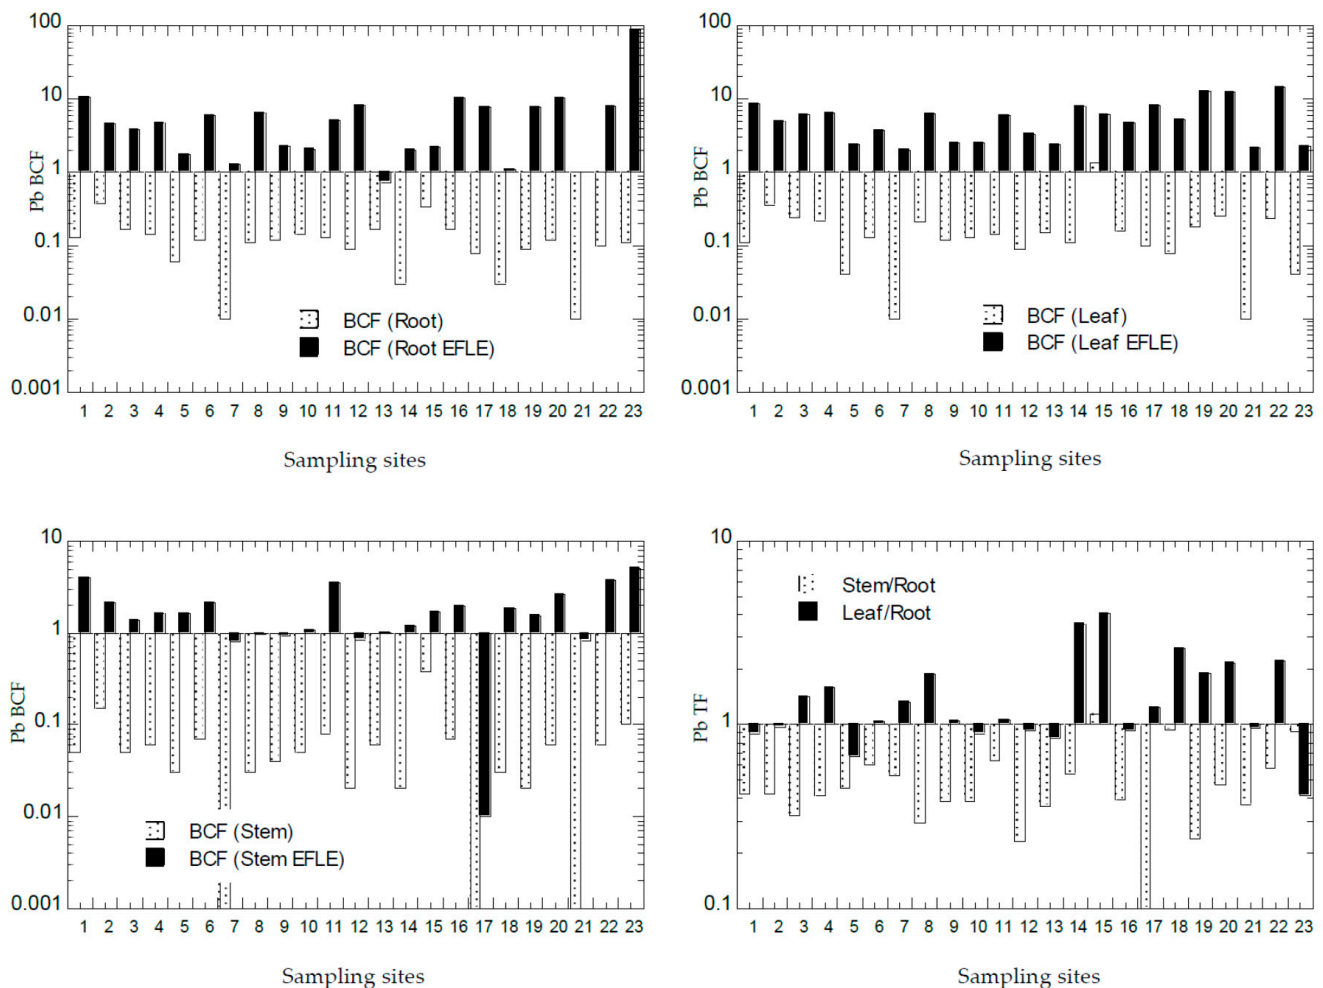 100
10
1
0.1
0.01
0.001
Pb BCF
BCF (Root)
BCF (Root EFLE)
1 2 3 4 5 6 7 8 9 10 11 12 13 14 15 16 17 18 19 20 21 22 23
Sampling sites
100
10
1
0.1
0.01
0.001
Pb BCF
BCF (Leaf)
BCF (Leaf EFLE)
1 2 3 4 5 6 7 8 9 10 11 12 13 14 15 16 17 18 19 20 21 22 23
Sampling sites
10
1
0.1
0.01
0.001
Pb BCF
BCF (Stem)
BCF (Stem EFLE)
1 2 3 4 5 6 7 8 9 10 11 12 13 14 15 16 17 18 19 20 21 22 23
Sampling sites
10
1
0.1
Pb TF
Stem/Root
Leaf/Root
1 2 3 4 5 6 7 8 9 10 11 12 13 14 15 16 17 18 19 20 21 22 23
Sampling sites